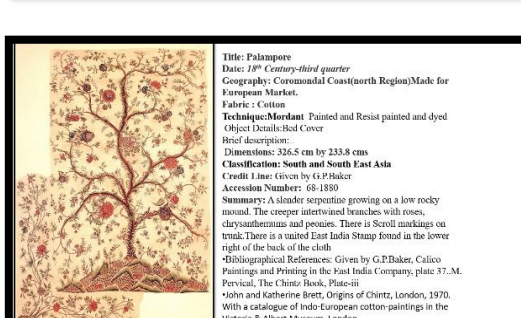 Title: Palampore
Date: 18th Century-third quarter
Geography: Coromondal Coast(north Region)Made for
European Market.
Fabric : Cotton
Technique:Mordant Painted and Resist painted and dyed
Object Details:Bed Cover
Brief description:
Dimensions: 326.5 cm by 233.8 cms
Classification: South and South East Asia
Credit Line: Given by G.P.Baker
Accession Number: 68-1880
Summary: A slender serpentine growing on a low rocky
mound. The creeper intertwined branches with roses,
chrysanthemums and peonies. There is Scroll markings on
trunk.There is a united East India Stamp found in the lower
right of the back of the cloth
•Bibliographical References: Given by G.P.Baker, Calico
Paintings and Printing in the East India Company, plate 37..M.
Pervical, The Chintz Book, Plate-iii
•John and Katherine Brett, Origins of Chintz, London, 1970.
With a catalogue of Indo-European cotton-paintings in the
Victoria & Albert Museum, London